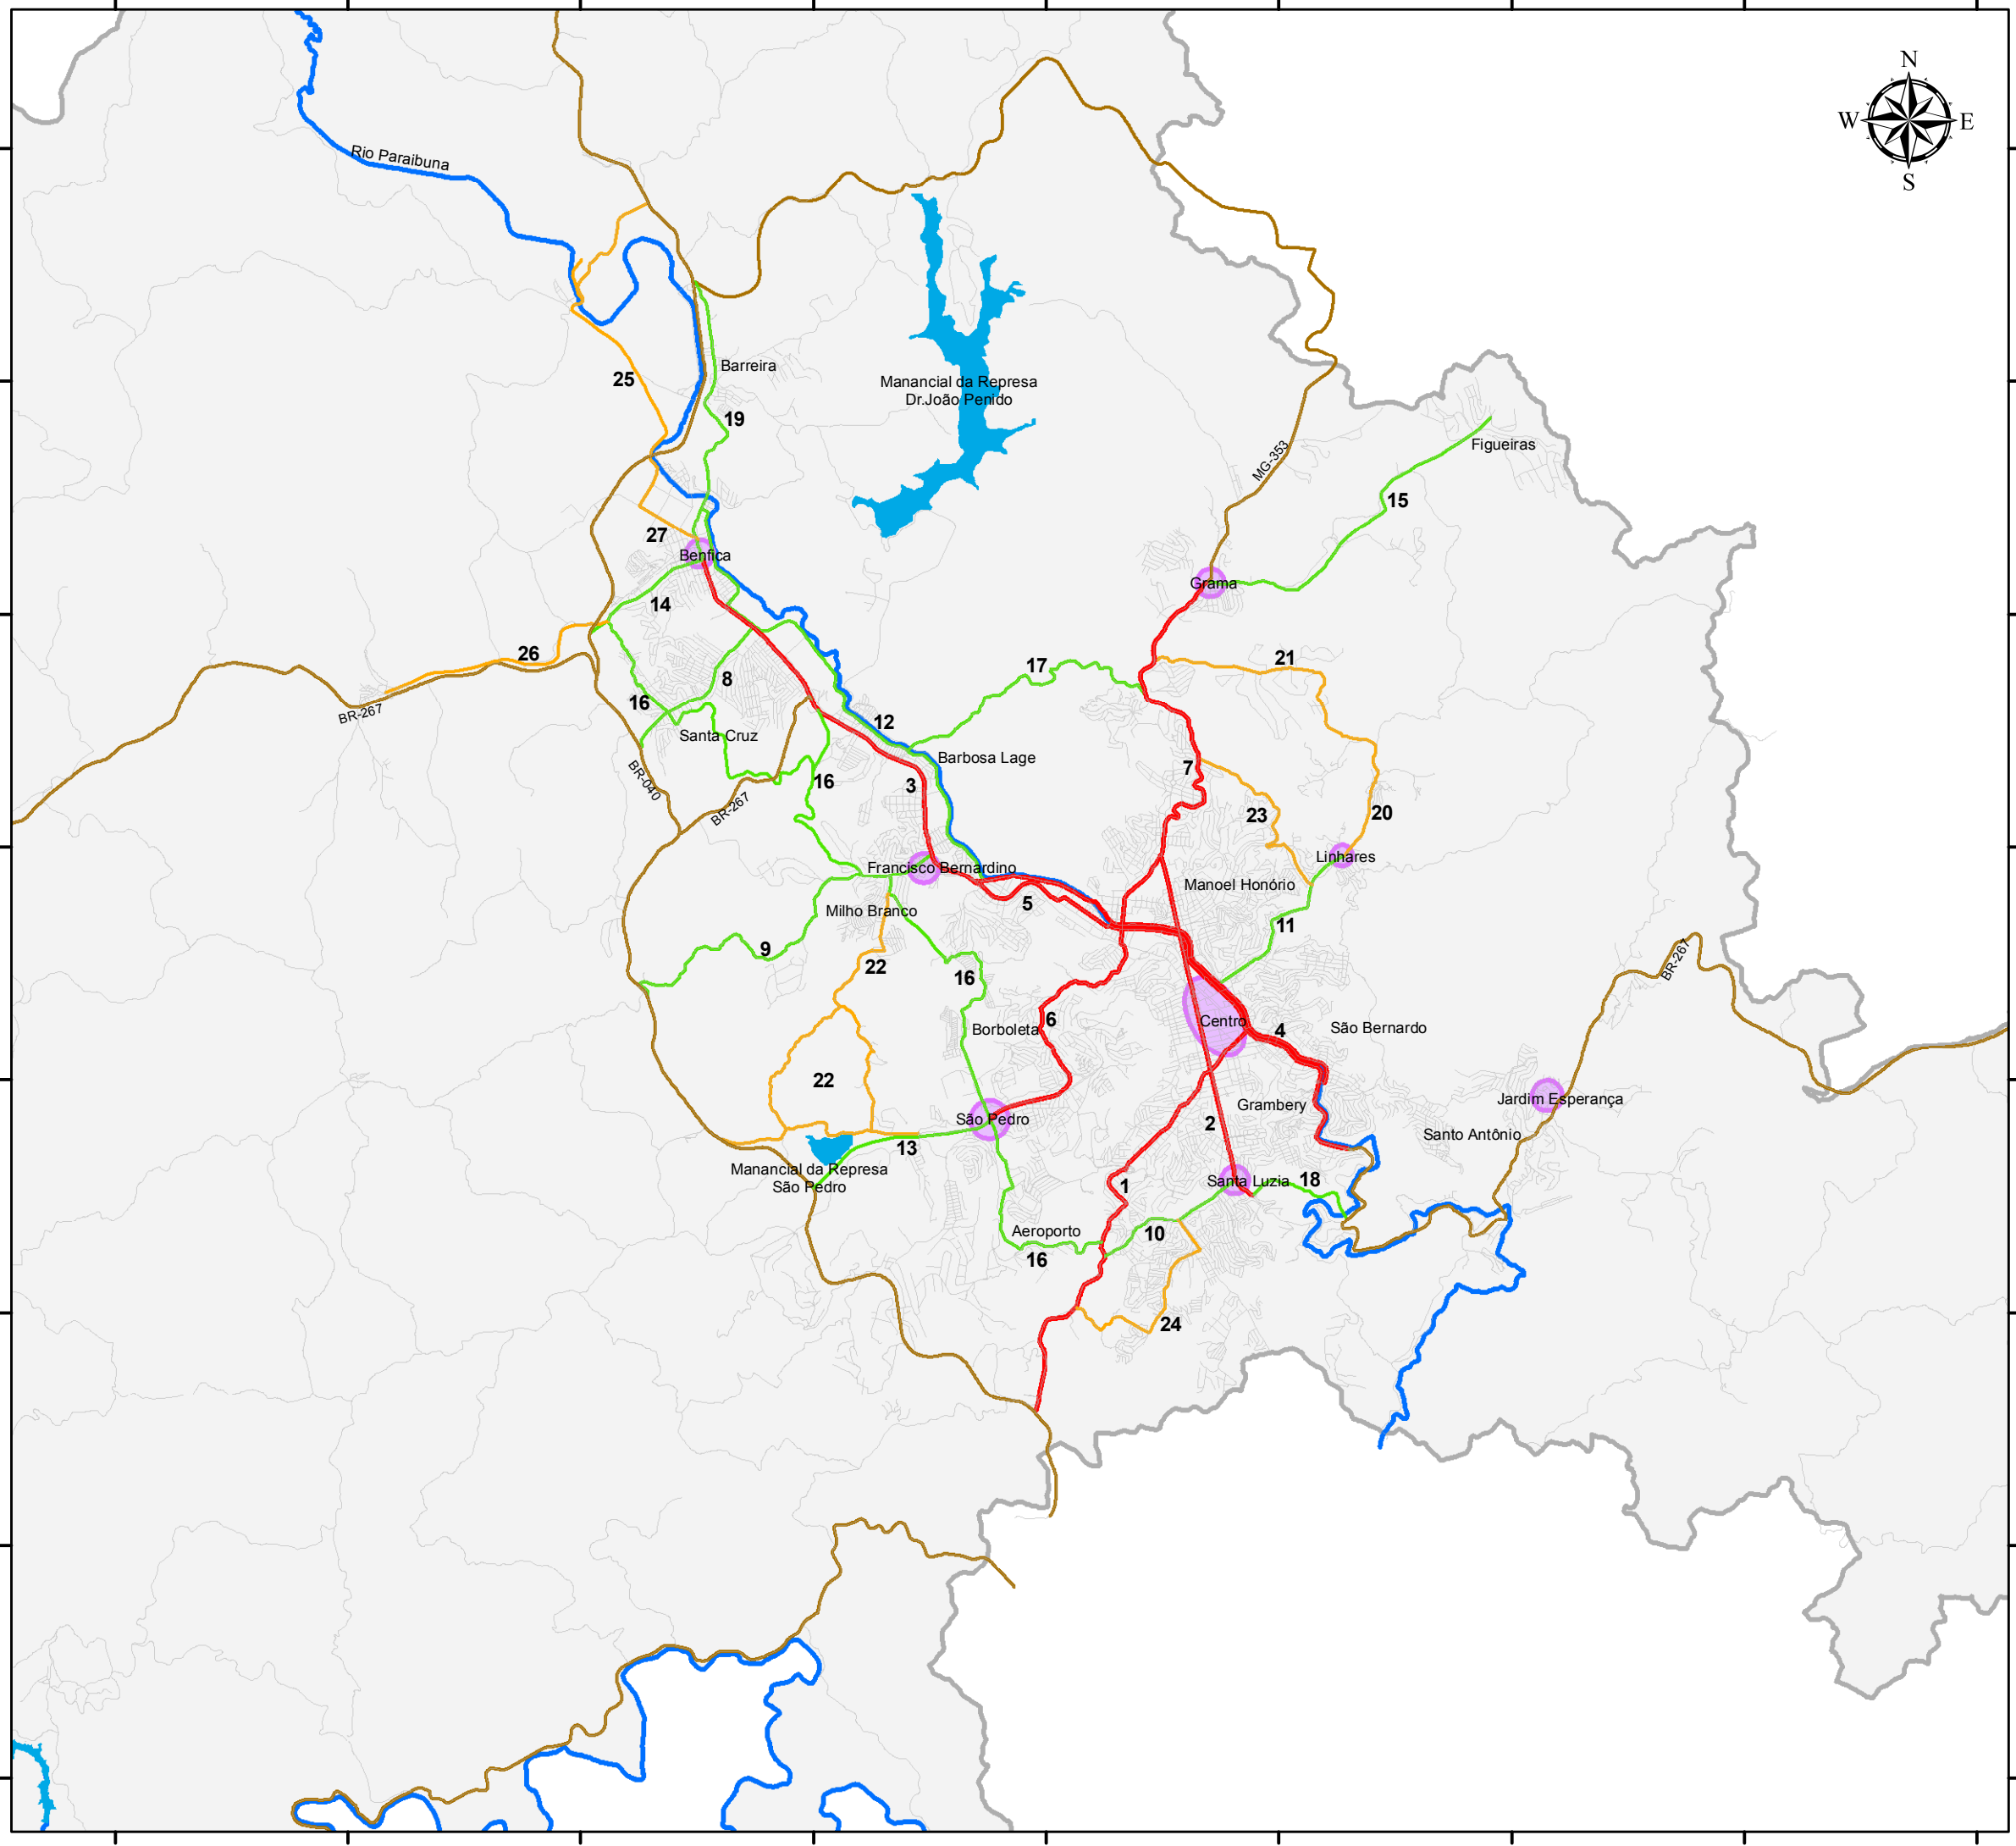 N
W
E
S
Rio Paraibuna
Barreira
25
Manancial da Represa
Dr.João Penido
19
Figueiras
MG-353
15
27
Benfica
Grama
14
26
17
21
8
16
BR-267
12
Santa Cruz
Barbosa Lage
7
BR-040
16
3
BR-267
23
20
Linhares
Francisco Bernardino
Manoel Honório
5
Milho Branco
11
9
22
16
BR-267
Centro
6
Borboleta
4
São Bernardo
22
Jardim Esperança
Grambery
São Pedro
2
Santo Antônio
13
Manancial da Represa
São Pedro
1
Santa Luzia
18
Aeroporto
10
16
24